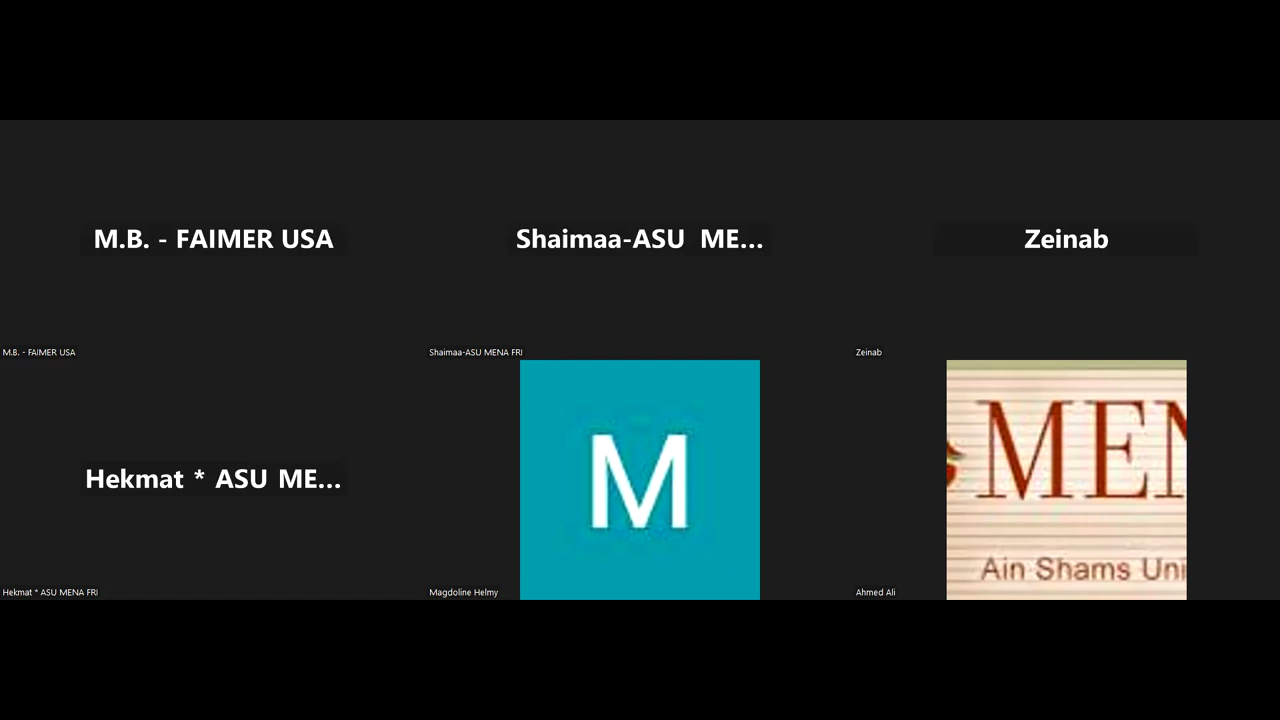 M.B. - FAIMER USA
Shaimaa-ASU ME...
Zeinab
M.B. - FAIMER USA
Shaimaa-ASU MENA FRI
Zeinab
Hekmat * ASU ME...
M
MEN
Ain Shams Uni
Hekmat * ASU MENA FRI
Magdoline Helmy
Ahmed Ali